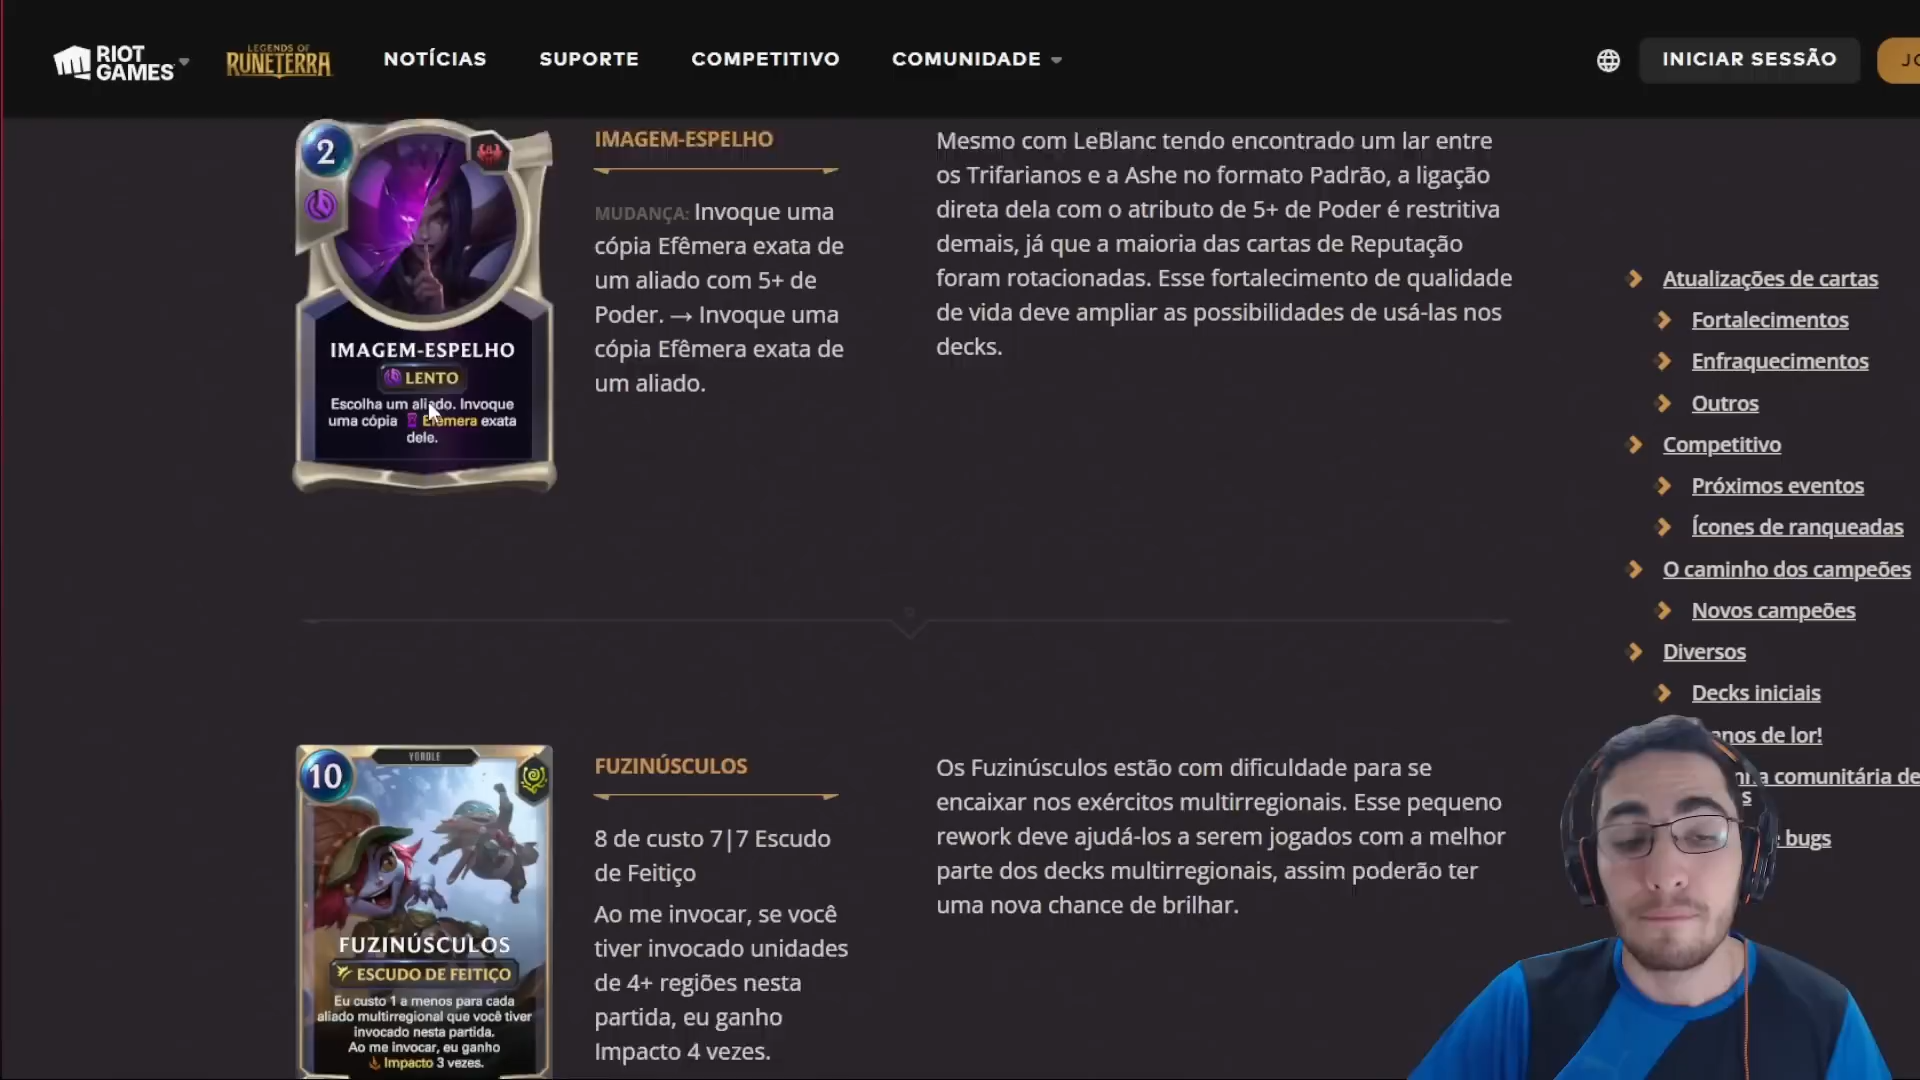 RIOT GAMES
LEGENDS OF RUNETERRA
NOTÍCIAS
SUPORTE
COMPETITIVO
COMUNIDADE
INICIAR SESSÃO
2
IMAGEM-ESPELHO
LENTO
Escolha um aliado. Invoque
uma cópia Efêmera exata
dele.
IMAGEM-ESPELHO
MUDANÇA: Invoque uma
cópia Efêmera exata de
um aliado com 5+ de
Poder. → Invoque uma
cópia Efêmera exata de
um aliado.
Mesmo com LeBlanc tendo encontrado um lar entre
os Trifarianos e a Ashe no formato Padrão, a ligação
direta dela com o atributo de 5+ de Poder é restritiva
demais, já que a maioria das cartas de Reputação
foram rotacionadas. Esse fortalecimento de qualidade
de vida deve ampliar as possibilidades de usá-las nos
decks.
10
YORDLE
FUZINÚSCULOS
ESCUDO DE FEITIÇO
Eu custo 1 a menos para cada
aliado multirregional que você tiver
invocado nesta partida.
Ao me invocar, eu ganho
Impacto 3 vezes.
FUZINÚSCULOS
8 de custo 7|7 Escudo
de Feitiço
Ao me invocar, se você
tiver invocado unidades
de 4+ regiões nesta
partida, eu ganho
Impacto 4 vezes.
Os Fuzinúsculos estão com dificuldade para se
encaixar nos exércitos multirregionais. Esse pequeno
rework deve ajudá-los a serem jogados com a melhor
parte dos decks multirregionais, assim poderão ter
uma nova chance de brilhar.
Atualizações de cartas
Fortalecimentos
Enfraquecimentos
Outros
Competitivo
Próximos eventos
Ícones de ranqueadas
O caminho dos campeões
Novos campeões
Diversos
Decks iniciais
de lor!
comunitária de
bugs